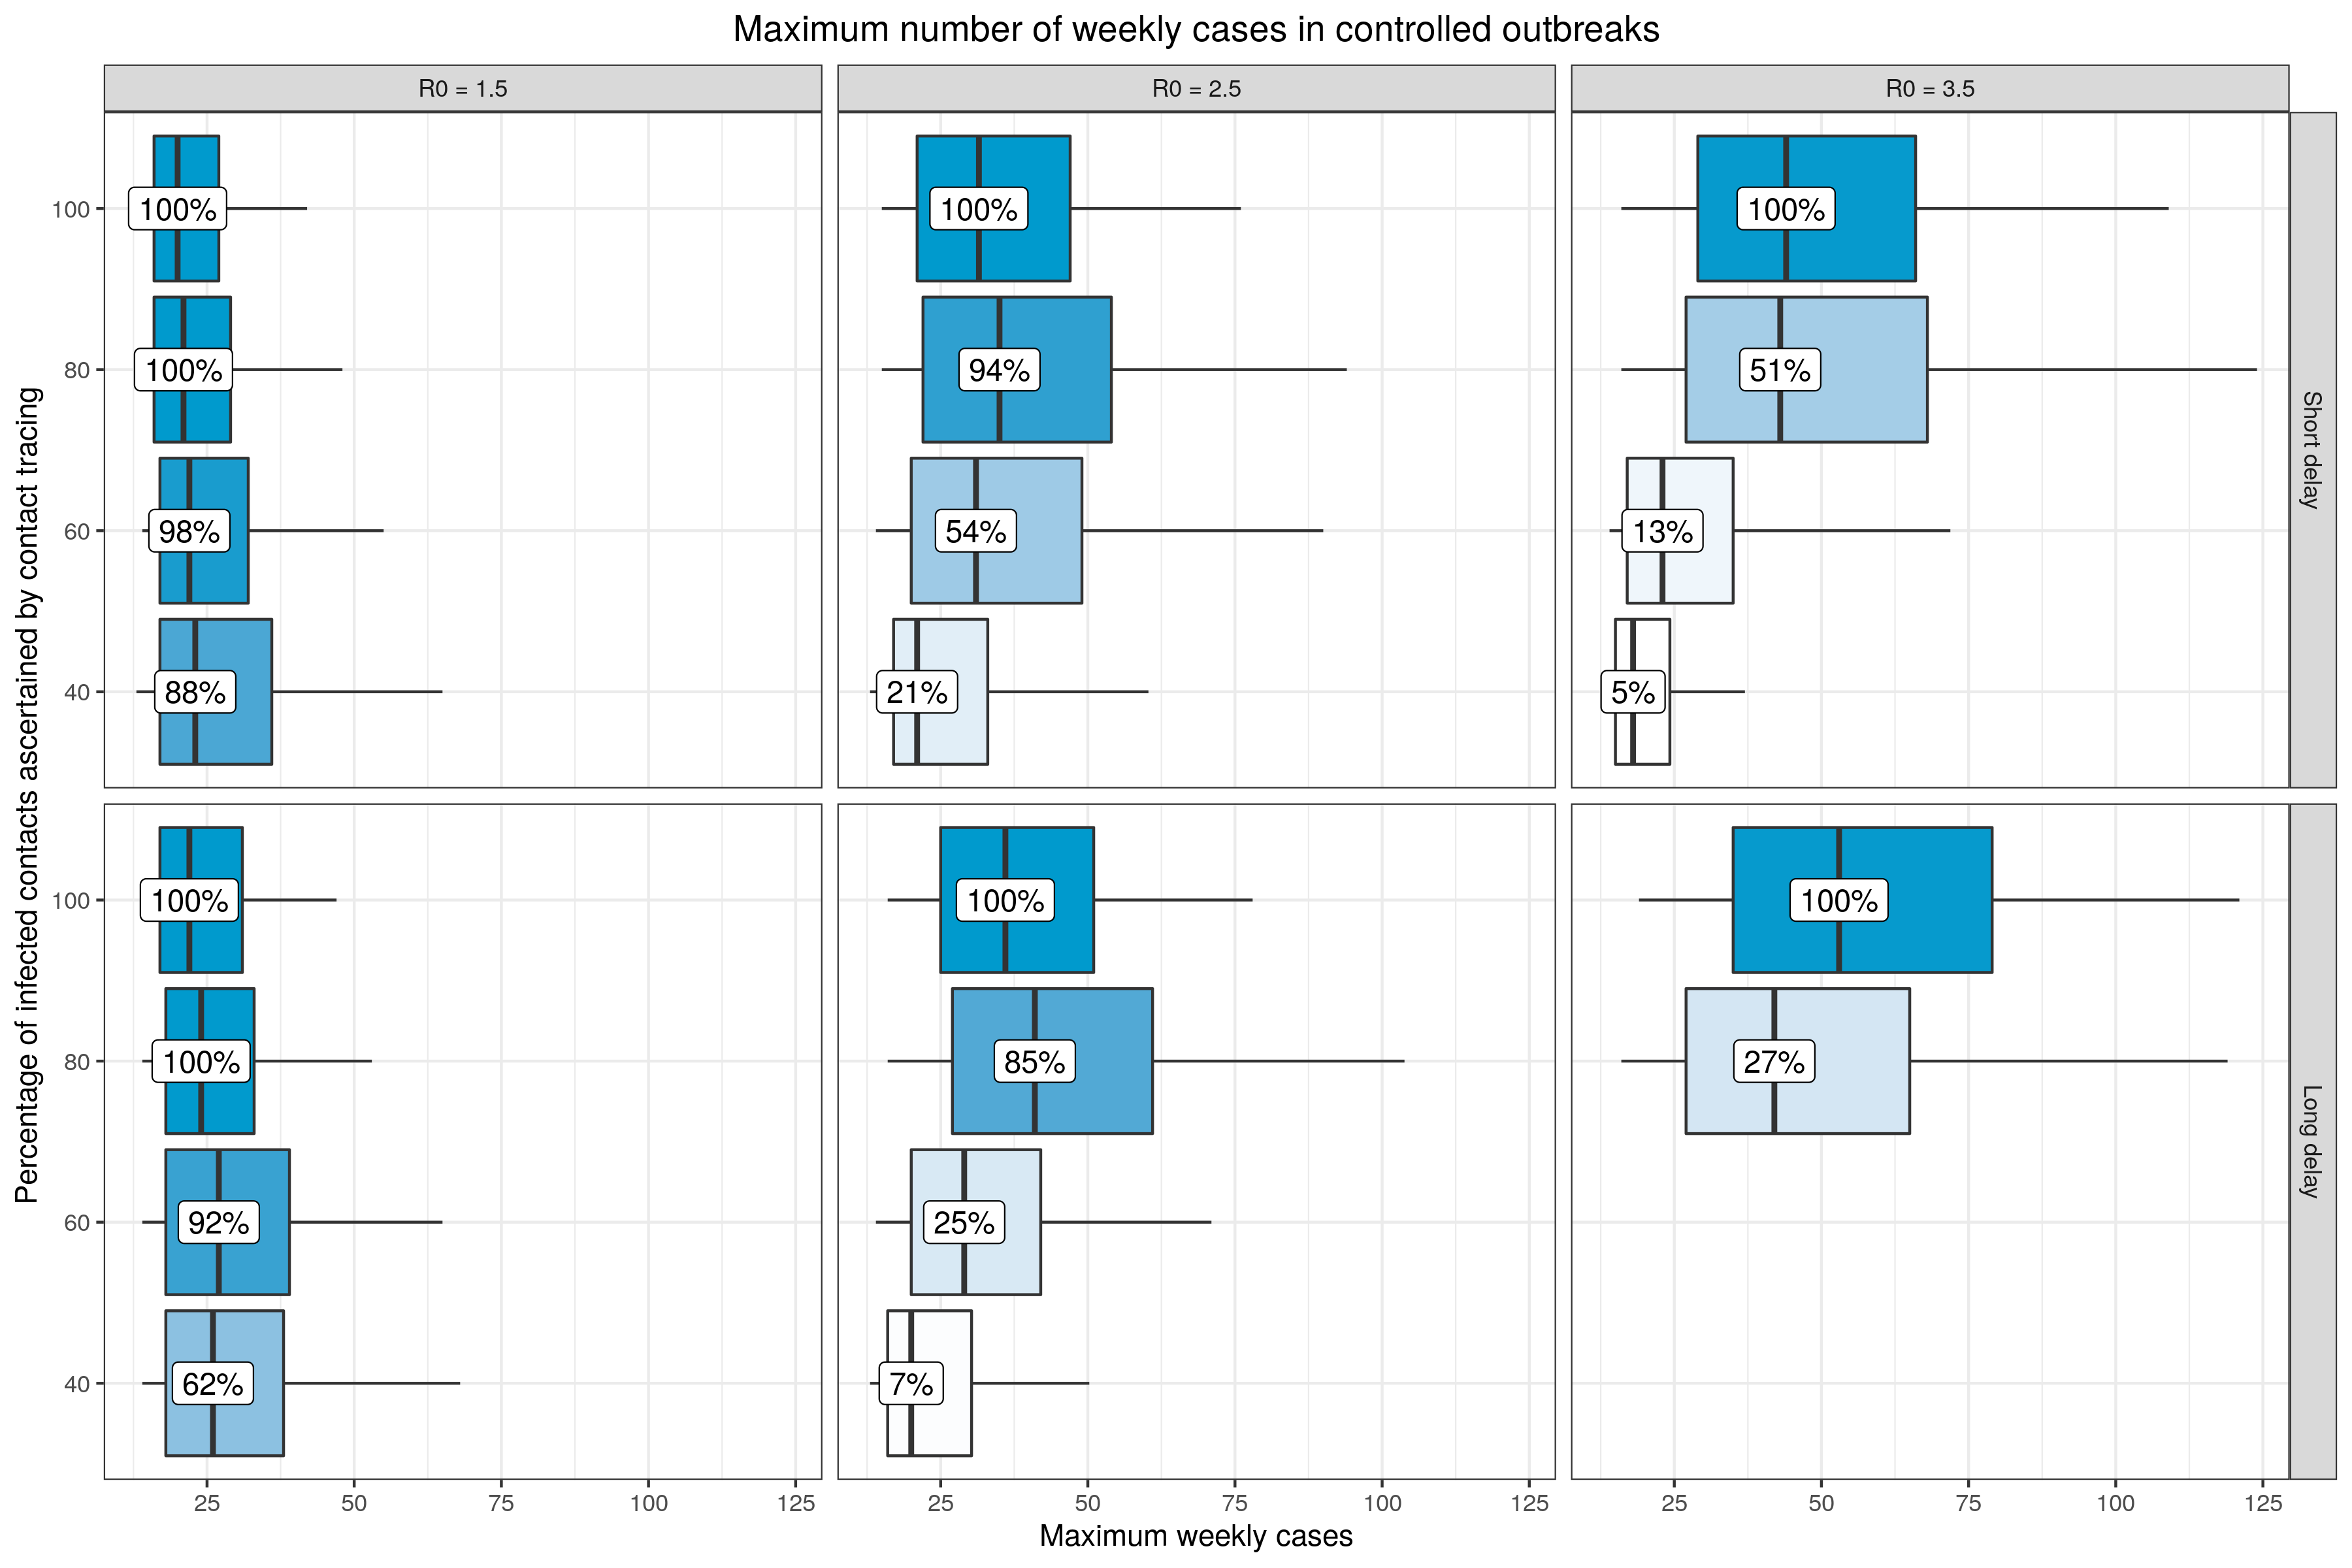 Maximum number of weekly cases in controlled outbreaks
R0 = 1.5
R0 = 2.5
R0 = 3.5
Percentage of infected contacts ascertained by contact tracing
100
100%
100%
100%
80
100%
94%
51%
60
98%
54%
13%
40
88%
21%
5%
Short delay
100
100%
100%
100%
80
100%
85%
27%
60
92%
25%
40
62%
7%
Long delay
25 50 75 100 125
25 50 75 100 125
25 50 75 100 125
Maximum weekly cases